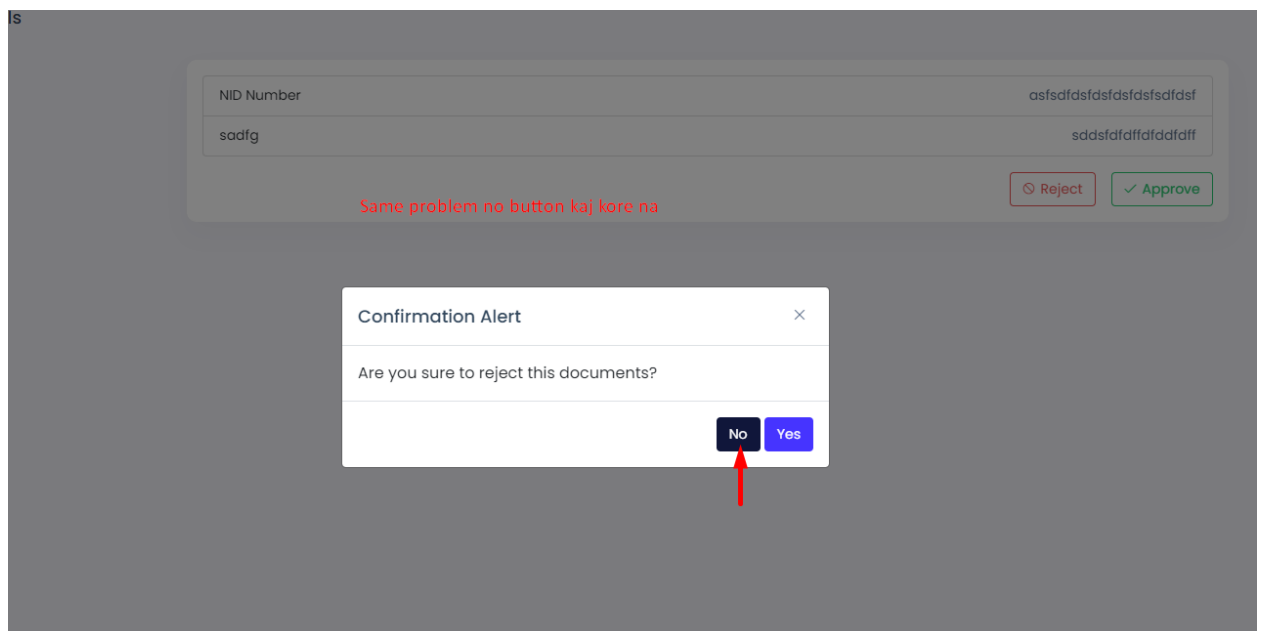 ls
NID Number asfsdfdsfdsfdsfdsfsdfdsf
sadfg sddsfdfdffdfddfdff
Reject Approve
Same problem no button kaj kore na
Confirmation Alert
Are you sure to reject this documents?
No Yes